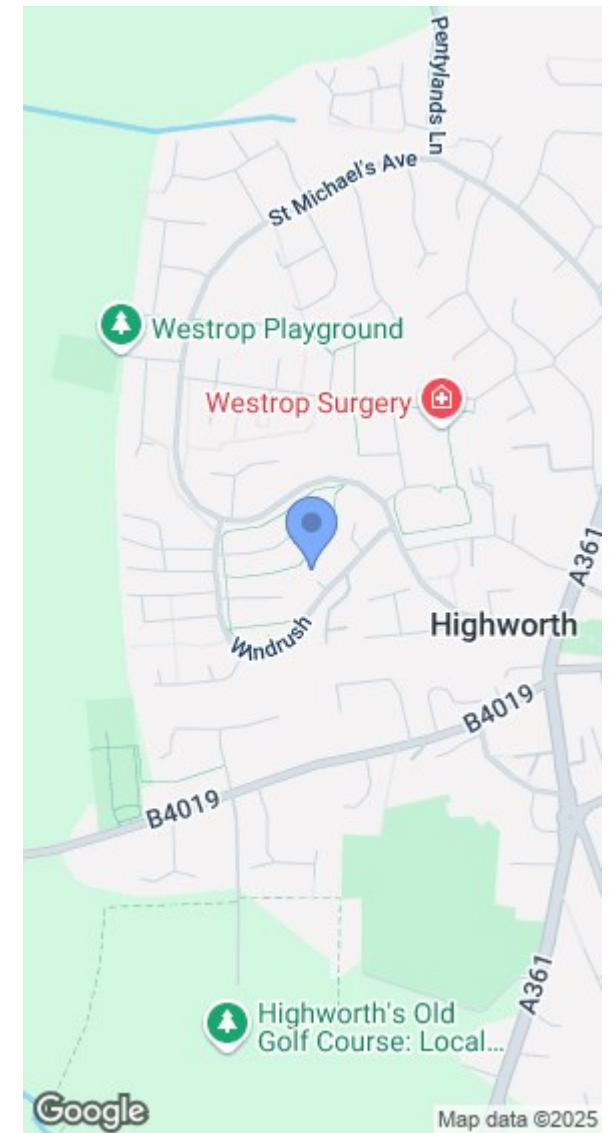 Pentylands Ln
St Michael's Ave
Westrop Playground
Westrop Surgery
A361
Highworth
Windrush
B4019
B4019
A361
Highworth's Old
Golf Course: Local...
Google
Map data ©2025